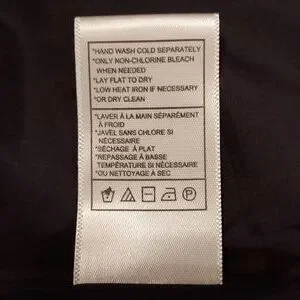 *HAND WASH COLD SEPARATELY
*ONLY NON-CHLORINE BLEACH
WHEN NEEDED
*LAY FLAT TO DRY
*LOW HEAT IRON IF NECESSARY
*OR DRY CLEAN
*LAVER À LA MAIN SÉPARÉMENT
À FROID
*JAVEL SANS CHLORE SI
NÉCESSAIRE
*SÉCHAGE À PLAT
*REPASSAGE À BASSE
TEMPÉRATURE SI NÉCESSAIRE
*OU NETTOYAGE À SEC
P